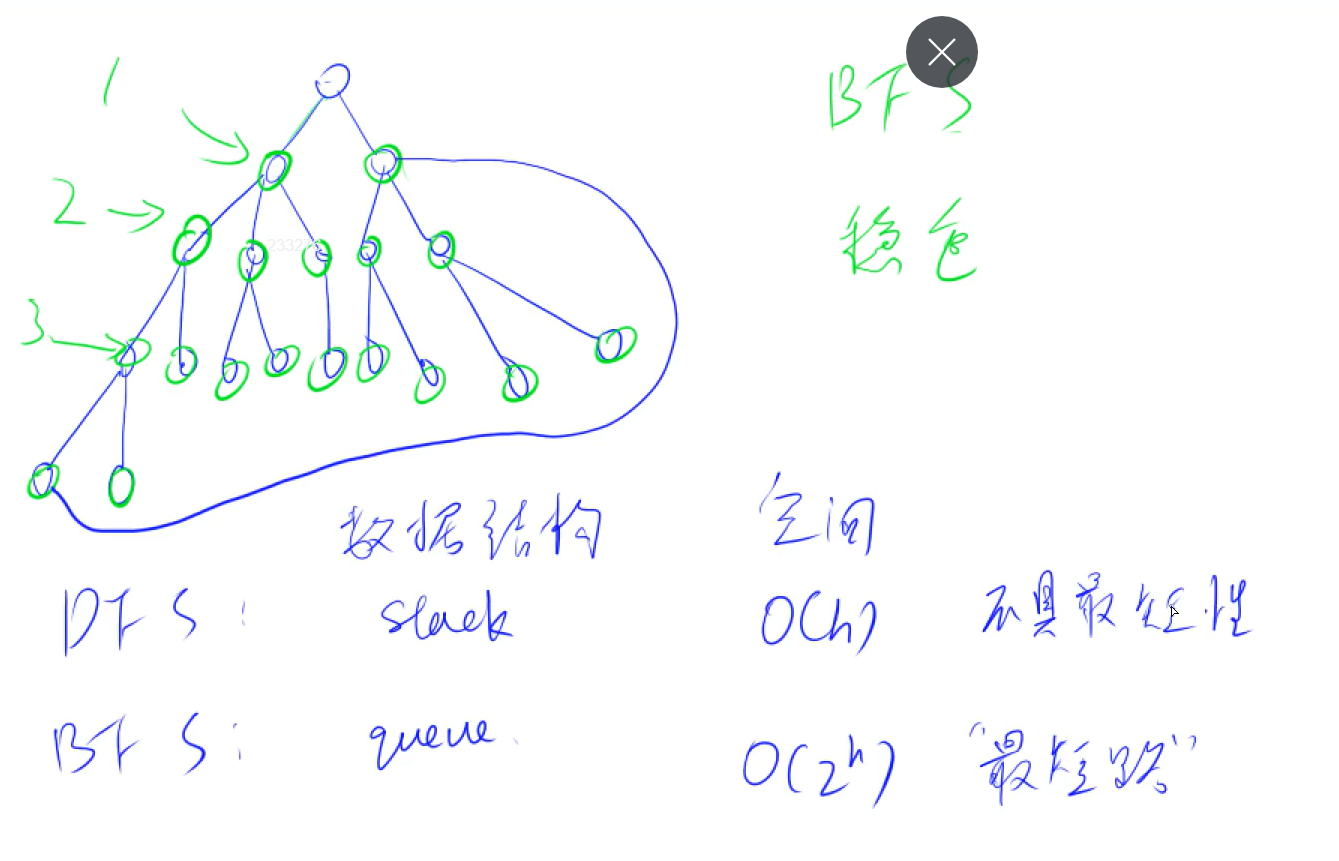 1
BFS
2
稳重
3
数据结构 空间
DFS: stack O(h) 不具最短性
BFS: queue. O(2^h) "最短路"